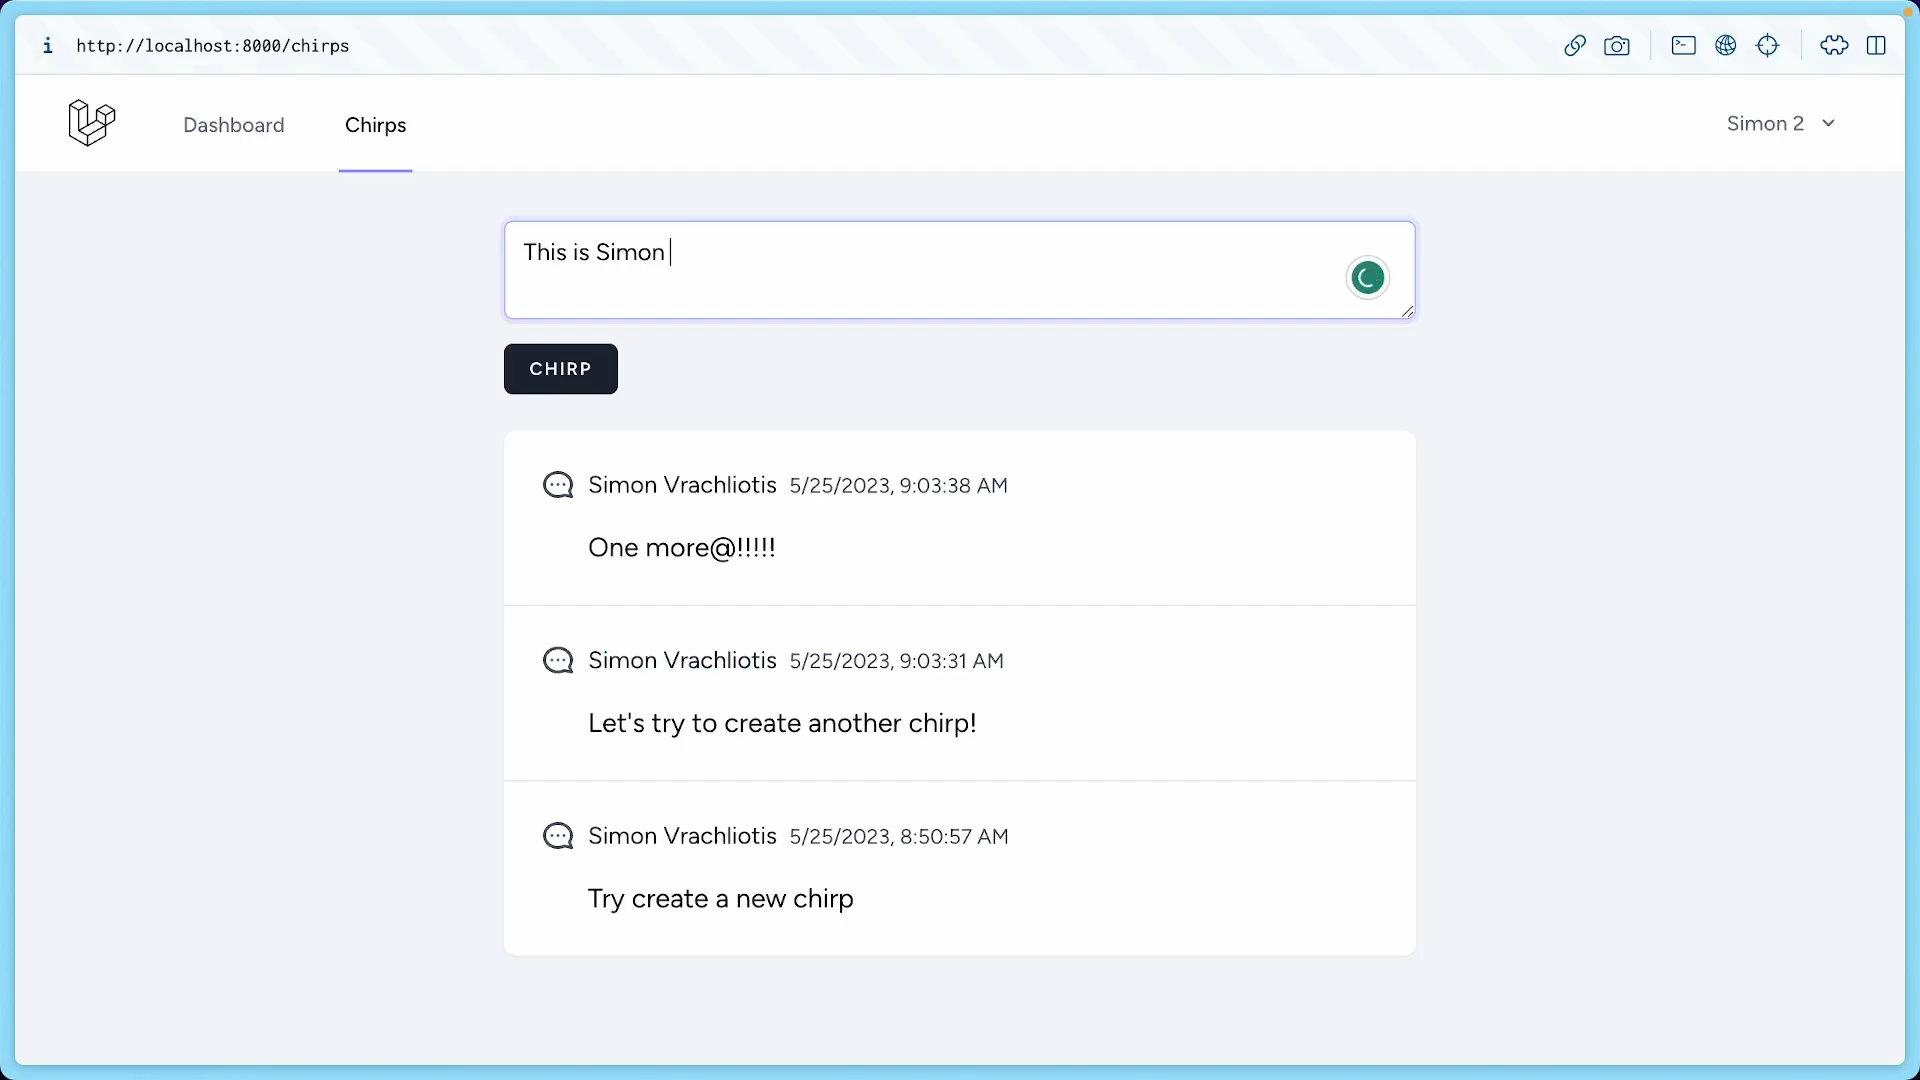 http://localhost:8000/chirps
Dashboard
Chirps
Simon 2
This is Simon
CHIRP
Simon Vrachliotis 5/25/2023, 9:03:38 AM
One more@!!!!!
Simon Vrachliotis 5/25/2023, 9:03:31 AM
Let's try to create another chirp!
Simon Vrachliotis 5/25/2023, 8:50:57 AM
Try create a new chirp